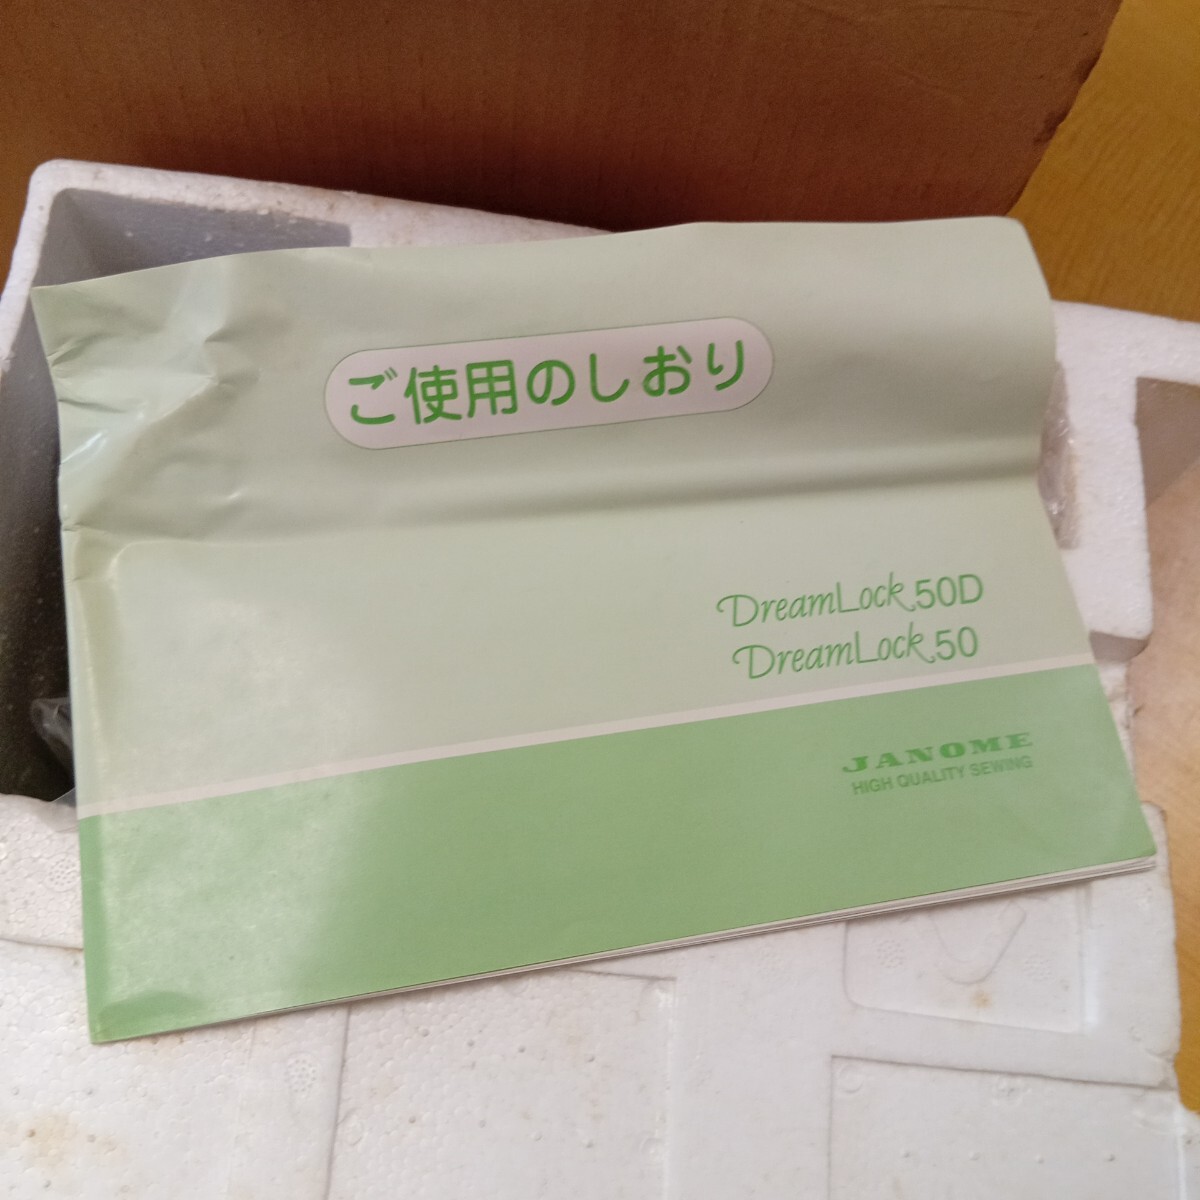 ご使用のしおり
DreamLock 50D
DreamLock 50
JANOME
HIGH QUALITY SEWING